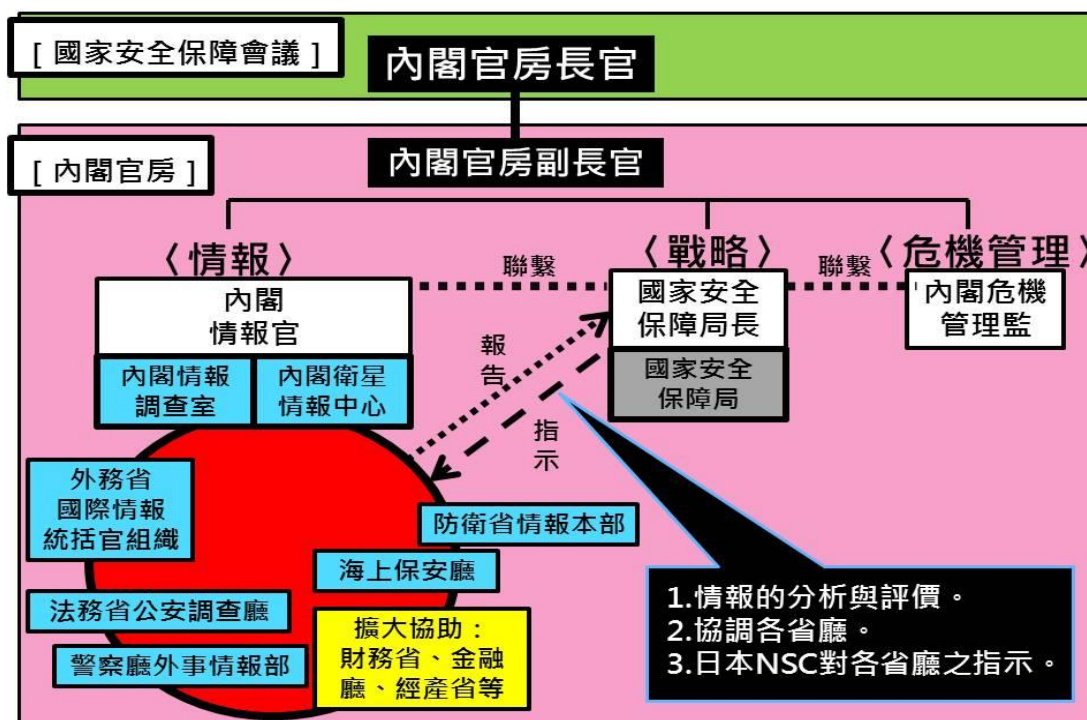 [ 國家安全保障會議 ]
內閣官房長官
[ 內閣官房 ]
內閣官房副長官
〈情報〉
聯繫
〈戰略〉
聯繫
〈危機管理〉
內閣
情報官
國家安全
保障局長
內閣危機
管理監
內閣情報
調查室
內閣衛星
情報中心
國家安全
保障局
報
告
指
示
外務省
國際情報
統括官組織
防衛省情報本部
海上保安廳
法務省公安調查廳
警察廳外事情報部
擴大協助：
財務省、金融
廳、經產省等
1.情報的分析與評價。
2.協調各省廳。
3.日本NSC對各省廳之指示。